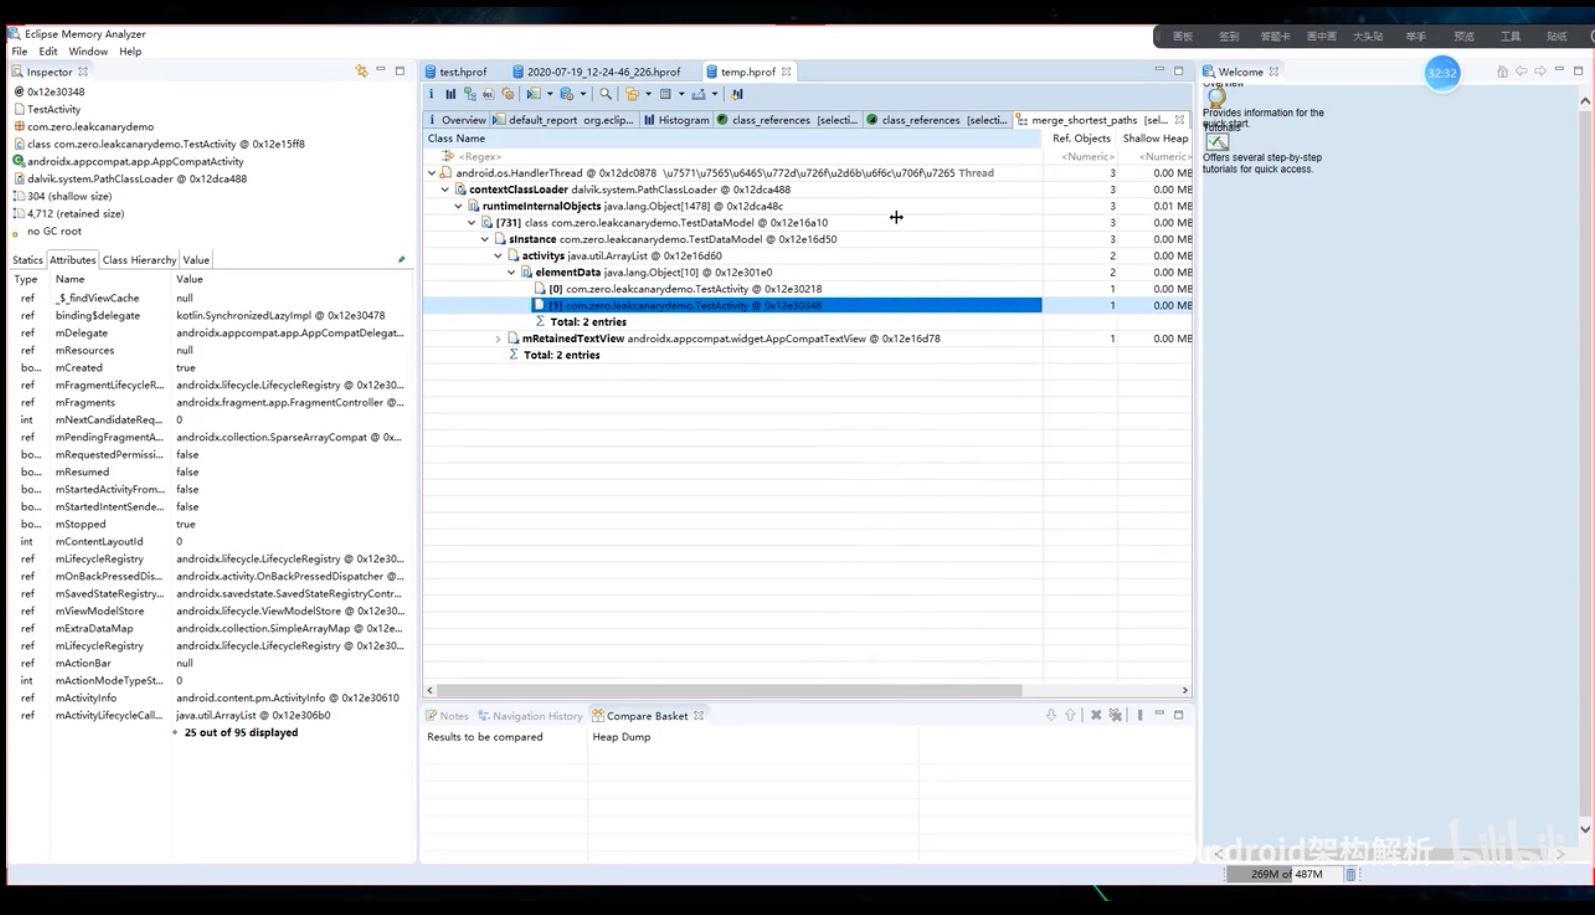 Eclipse Memory Analyzer
File Edit Window Help
画板 签到 答题卡 画中画 大头贴 举手 预览 工具 贴纸
32:32
Inspector
@ 0x12e30348
TestActivity
com.zero.leakcanarydemo
class com.zero.leakcanarydemo.TestActivity @ 0x12e15ff8
androidx.appcompat.app.AppCompatActivity
dalvik.system.PathClassLoader @ 0x12dca488
304 (shallow size)
4,712 (retained size)
no GC root
Statics Attributes Class Hierarchy Value
Type Name Value
ref _$_findViewCache null
ref binding$delegate kotlin.SynchronizedLazyImpl @ 0x12e30478
ref mDelegate androidx.appcompat.app.AppCompatDelegat...
ref mResources null
bo... mCreated true
ref mFragmentLifecycleR... androidx.lifecycle.LifecycleRegistry @ 0x12e30...
ref mFragments androidx.fragment.app.FragmentController @...
int mNextCandidateReq... 0
ref mPendingFragmentA... androidx.collection.SparseArrayCompat @ 0x...
bo... mRequestedPermissi... false
bo... mResumed false
bo... mStartedActivityFrom... false
bo... mStartedIntentSende... false
bo... mStopped true
int mContentLayoutId 0
ref mLifecycleRegistry androidx.lifecycle.LifecycleRegistry @ 0x12e30...
ref mOnBackPressedDis... androidx.activity.OnBackPressedDispatcher @...
ref mSavedStateRegistry... androidx.savedstate.SavedStateRegistryContr...
ref mViewModelStore androidx.lifecycle.ViewModelStore @ 0x12e30...
ref mExtraDataMap androidx.collection.SimpleArrayMap @ 0x12e...
ref mLifecycleRegistry androidx.lifecycle.LifecycleRegistry @ 0x12e30...
ref mActionBar null
int mActionModeTypeSt... 0
ref mActivityInfo android.content.pm.ActivityInfo @ 0x12e30610
ref mActivityLifecycleCall... java.util.ArrayList @ 0x12e306b0
25 out of 95 displayed
test.hprof 2020-07-19_12-24-46_226.hprof temp.hprof
i Overview default_report org.eclip... Histogram class_references [selecti... class_references [selecti... merge_shortest_paths [sel...
Class Name Ref. Objects Shallow Heap
<Regex> <Numeric> <Numeric>
android.os.HandlerThread @ 0x12dc0878 \u7571\u7565\u6465\u772d\u726f\u2d6b\u6f6c\u706f\u7265 Thread 3 0.00 MB
contextClassLoader dalvik.system.PathClassLoader @ 0x12dca488 3 0.00 MB
runtimeInternalObjects java.lang.Object[1478] @ 0x12dca48c 3 0.01 MB
[731] class com.zero.leakcanarydemo.TestDataModel @ 0x12e16a10 3 0.00 MB
sInstance com.zero.leakcanarydemo.TestDataModel @ 0x12e16d50 3 0.00 MB
activitys java.util.ArrayList @ 0x12e16d60 2 0.00 MB
elementData java.lang.Object[10] @ 0x12e301e0 2 0.00 MB
[0] com.zero.leakcanarydemo.TestActivity @ 0x12e30218 1 0.00 MB
[1] com.zero.leakcanarydemo.TestActivity @ 0x12e30348 1 0.00 MB
Σ Total: 2 entries
mRetainedTextView androidx.appcompat.widget.AppCompatTextView @ 0x12e16d78 1 0.00 MB
Σ Total: 2 entries
Notes Navigation History Compare Basket
Results to be compared Heap Dump
Welcome
Overview
Provides information for the
quick start.
Tutorials
Offers several step-by-step
tutorials for quick access.
ndroid架构解析 bilibili
269M of 487M